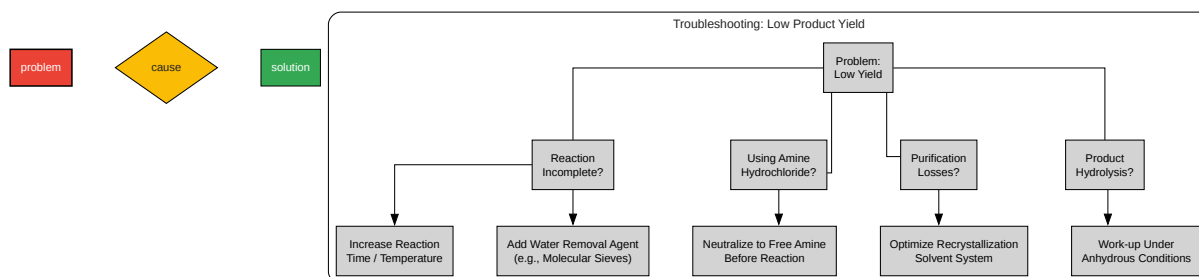 Troubleshooting: Low Product Yield
problem
cause
solution
Problem:
Low Yield
Reaction
Incomplete?
Using Amine
Hydrochloride?
Purification
Losses?
Product
Hydrolysis?
Increase Reaction
Time / Temperature
Add Water Removal Agent
(e.g., Molecular Sieves)
Neutralize to Free Amine
Before Reaction
Optimize Recrystallization
Solvent System
Work-up Under
Anhydrous Conditions